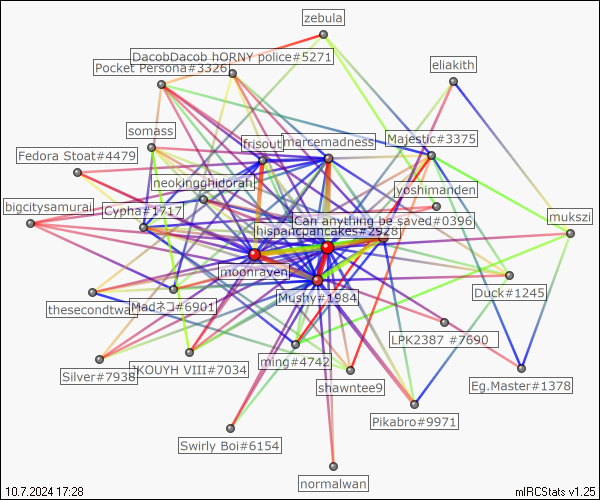 zebula
DacobDacob hORNY police#5271
Pocket Persona#3326
eliakith
somass
frisout
marcemadness
Majestic#3375
Fedora Stoat#4479
neokingghidorah
yoshimanden
bigcitysamurai
Cypha#1717
Can anything be saved#0396
mukszi
hispanicpancakes#2928
moonraven
Mushy#1984
Duck#1245
thesecondtwa
Madネコ#6901
LPK2387 #7690
ming#4742
Silver#7938
JKOUYH VIII#7034
shawntee9
Eg.Master#1378
Pikabro#9971
Swirly Boi#6154
normalwan
10.7.2024 17:28
mIRCStats v1.25